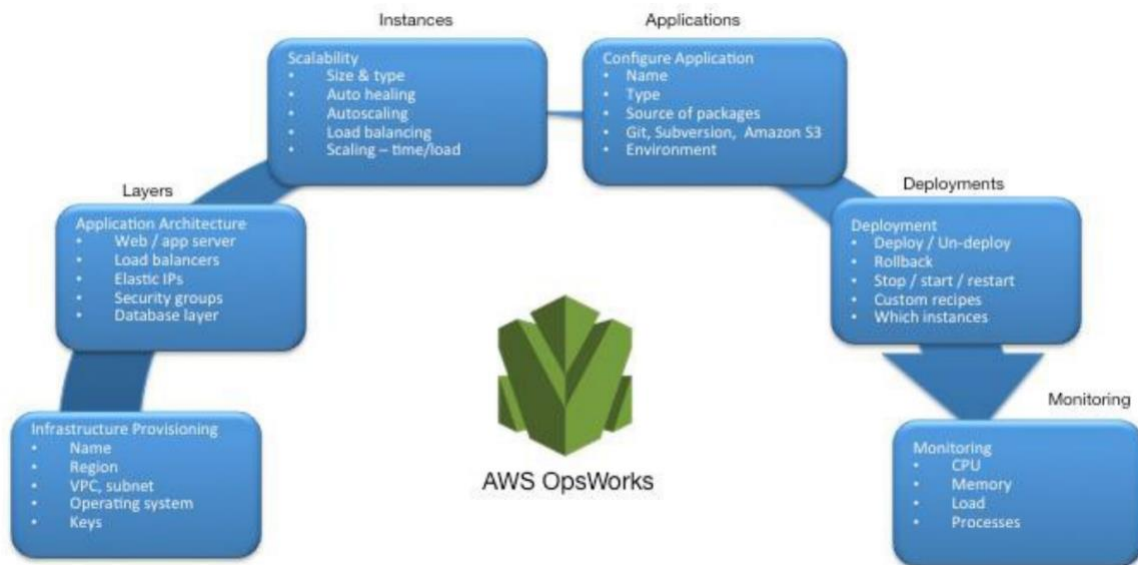 Instances
Scalability
• Size & type
• Auto healing
• Autoscaling
• Load balancing
• Scaling – time/load
Applications
Configure Application
• Name
• Type
• Source of packages
• Git, Subversion, Amazon S3
• Environment
Layers
Application Architecture
• Web / app server
• Load balancers
• Elastic IPs
• Security groups
• Database layer
Deployments
Deployment
• Deploy / Un-deploy
• Rollback
• Stop / start / restart
• Custom recipes
• Which instances
Infrastructure Provisioning
• Name
• Region
• VPC, subnet
• Operating system
• Keys
AWS OpsWorks
Monitoring
Monitoring
• CPU
• Memory
• Load
• Processes